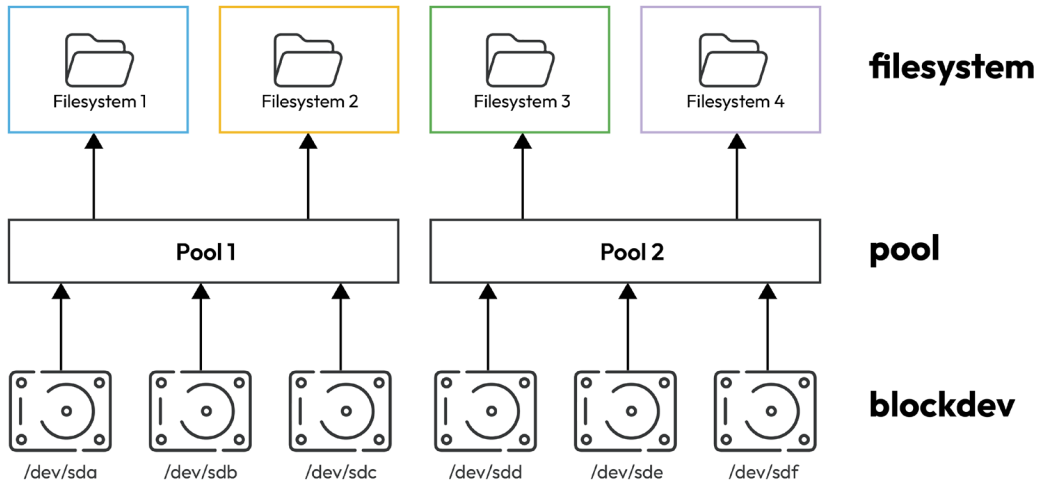 Filesystem 1
Filesystem 2
Filesystem 3
Filesystem 4
filesystem
Pool 1
Pool 2
pool
/dev/sda
/dev/sdb
/dev/sdc
/dev/sdd
/dev/sde
/dev/sdf
blockdev